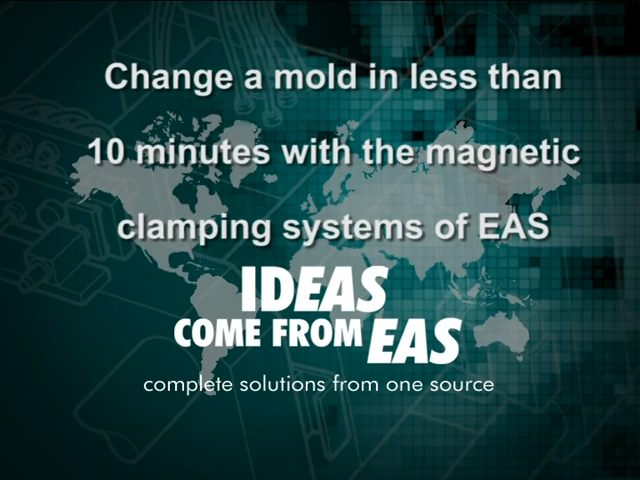 Change a mold in less than
10 minutes with the magnetic
clamping systems of EAS
IDEAS
COME FROM EAS
complete solutions from one source